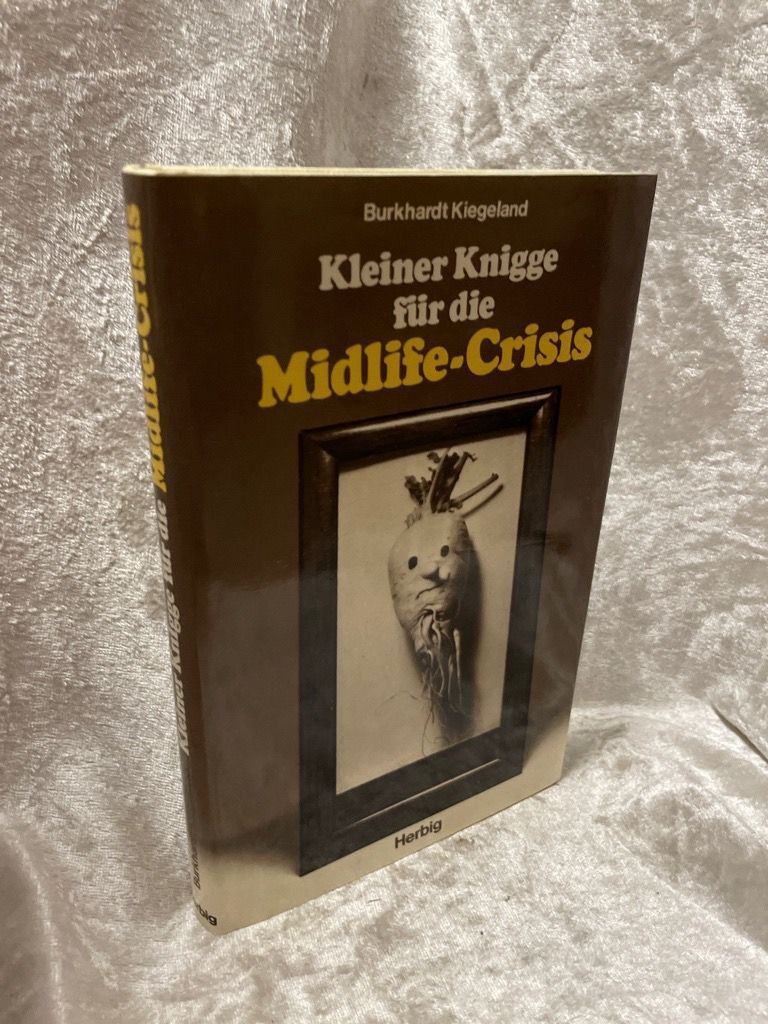 Burkhardt Kiegeland
Kleiner Knigge
für die
Midlife-Crisis
Herbig
Kleiner Knigge für die Midlife-Crisis